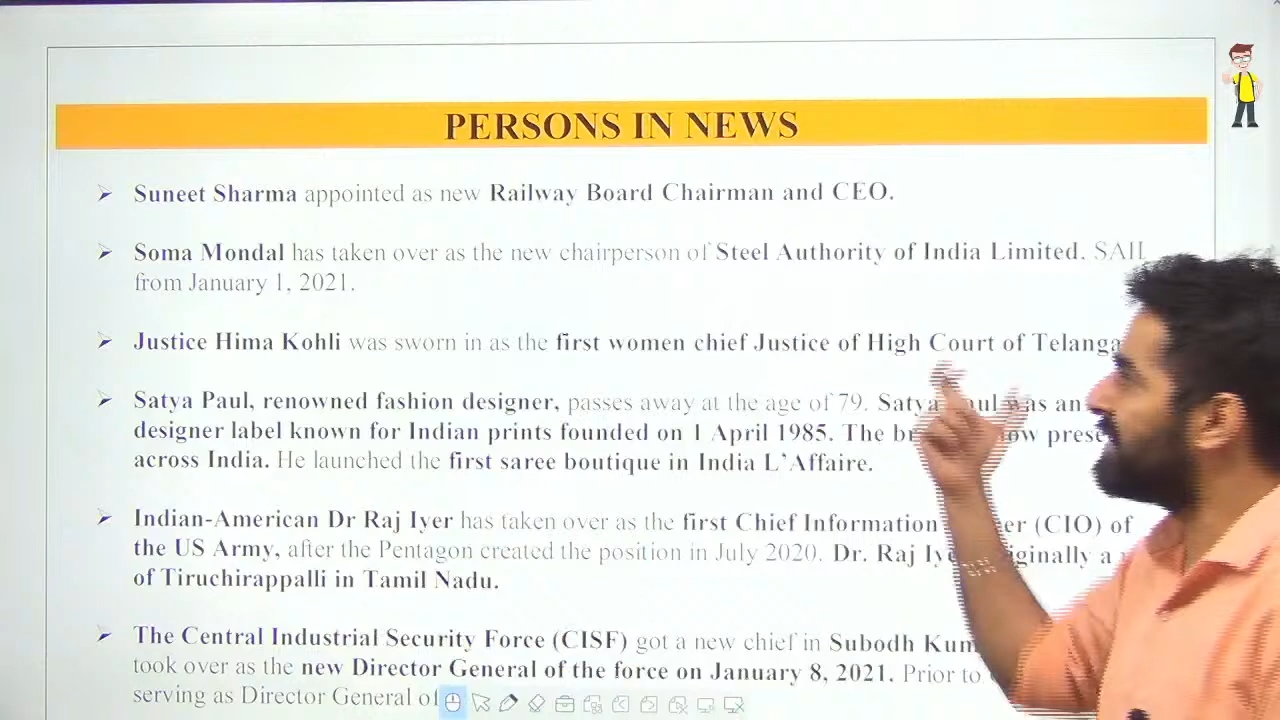 PERSONS IN NEWS
➢ Suneet Sharma appointed as new Railway Board Chairman and CEO.
➢ Soma Mondal has taken over as the new chairperson of Steel Authority of India Limited. SAIL
from January 1, 2021.
➢ Justice Hima Kohli was sworn in as the first women chief Justice of High Court of
➢ Satya Paul, renowned fashion designer, passes away at the age of 79. Satya was an
designer label known for Indian prints founded on 1 April 1985. The
across India. He launched the first saree boutique in India L’Affaire.
➢ Indian-American Dr Raj Iyer has taken over as the first Chief Information (CIO) of
the US Army, after the Pentagon created the position in July 2020. Dr. Raj a
of Tiruchirappalli in Tamil Nadu.
➢ The Central Industrial Security Force (CISF) got a new chief in Subodh
took over as the new Director General of the force on January 8, 2021. Prior to
serving as Director General of